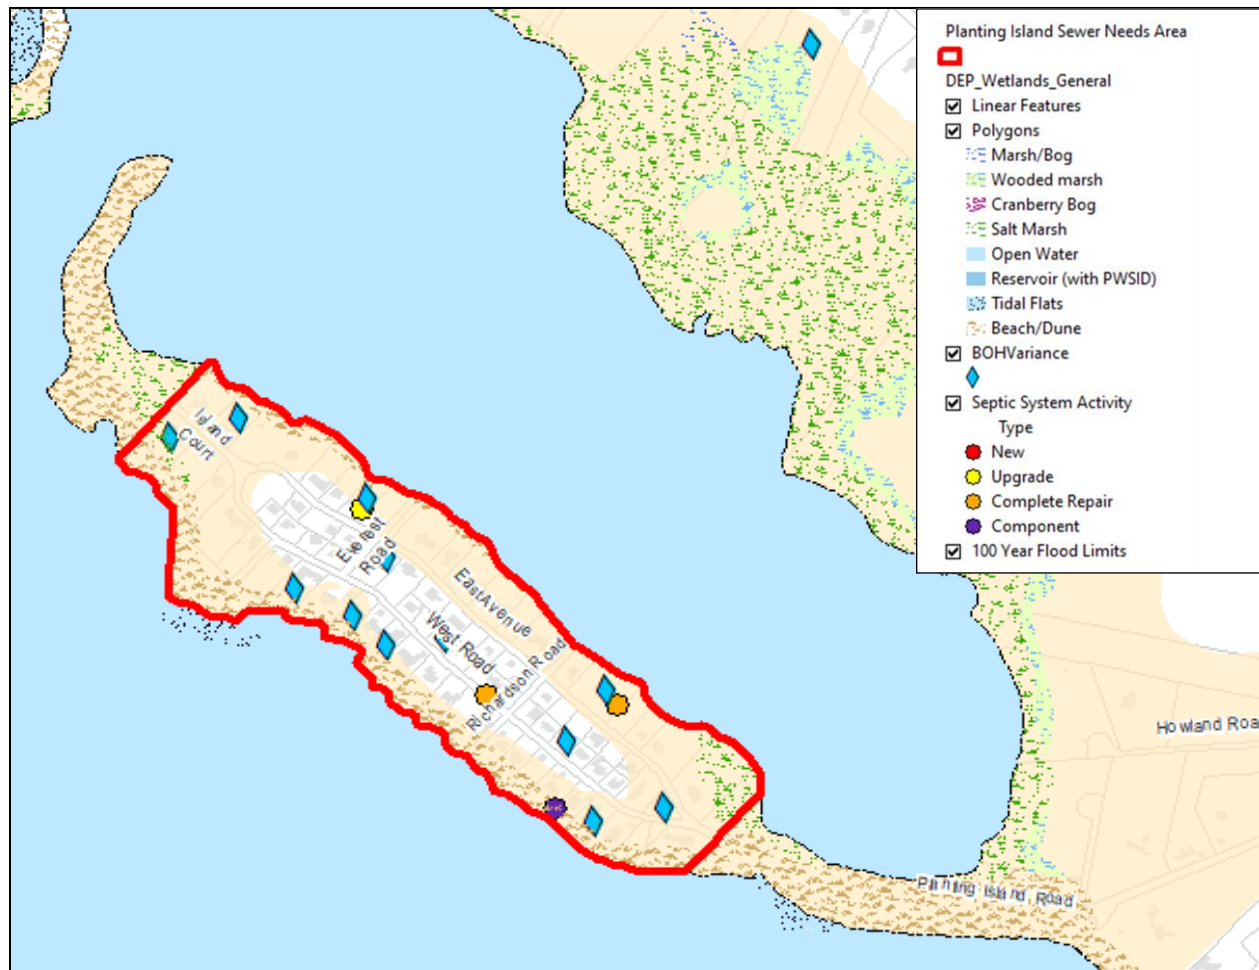 Planting Island Sewer Needs Area
DEP_Wetlands_General
Linear Features
Polygons
Marsh/Bog
Wooded marsh
Cranberry Bog
Salt Marsh
Open Water
Reservoir (with PWSID)
Tidal Flats
Beach/Dune
BOHVariance
Septic System Activity
Type
New
Upgrade
Complete Repair
Component
100 Year Flood Limits
Island
Court
Everest
Road
East Avenue
West Road
Richardson Road
Howland Roa
Planting Island Road